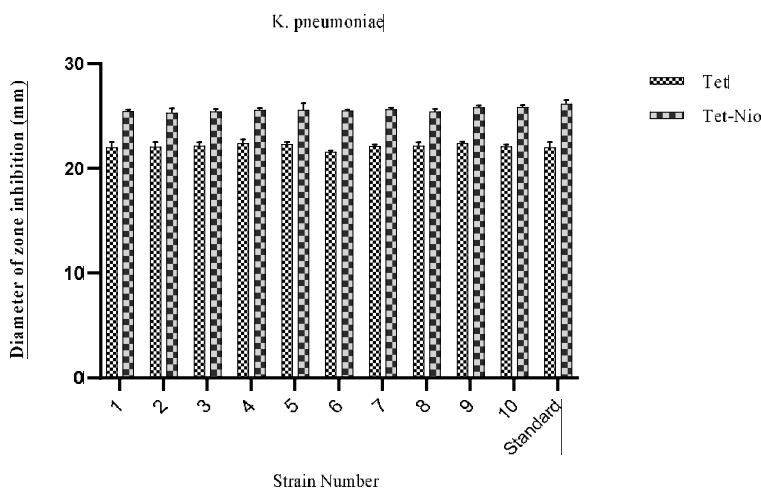 K. pneumoniae
30
20
10
0
Diameter of zone inhibition (mm)
Tet
Tet-Nio
1
2
3
4
5
6
7
8
9
10
Standard
Strain Number